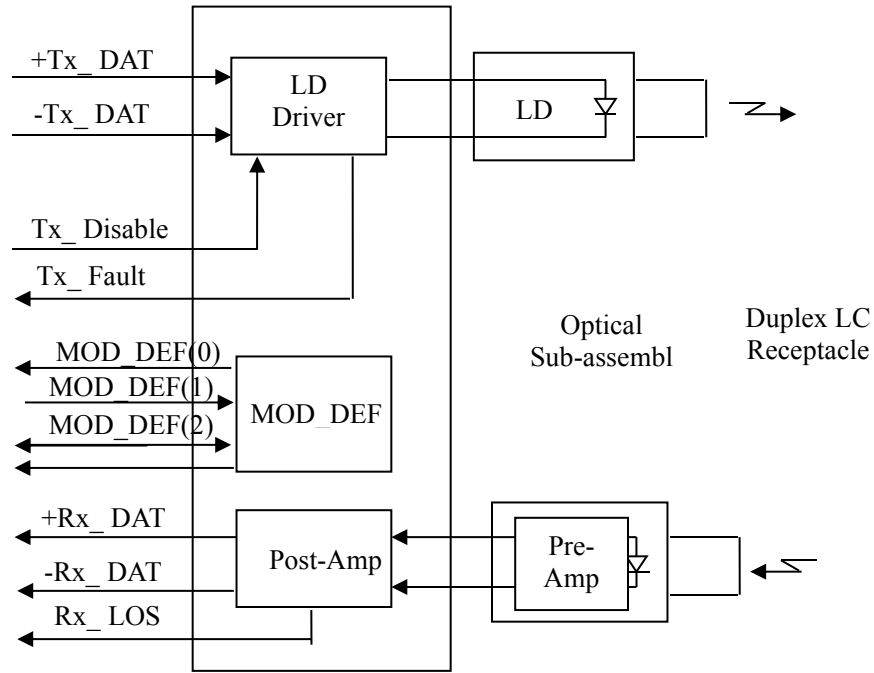 +Tx_ DAT
-Tx_ DAT
LD
Driver
LD
Tx_ Disable
Tx_ Fault
Optical
Sub-assembl
Duplex LC
Receptacle
MOD_DEF(0)
MOD_DEF(1)
MOD_DEF(2)
MOD_DEF
+Rx_ DAT
-Rx_ DAT
Rx_ LOS
Post-Amp
Pre-
Amp